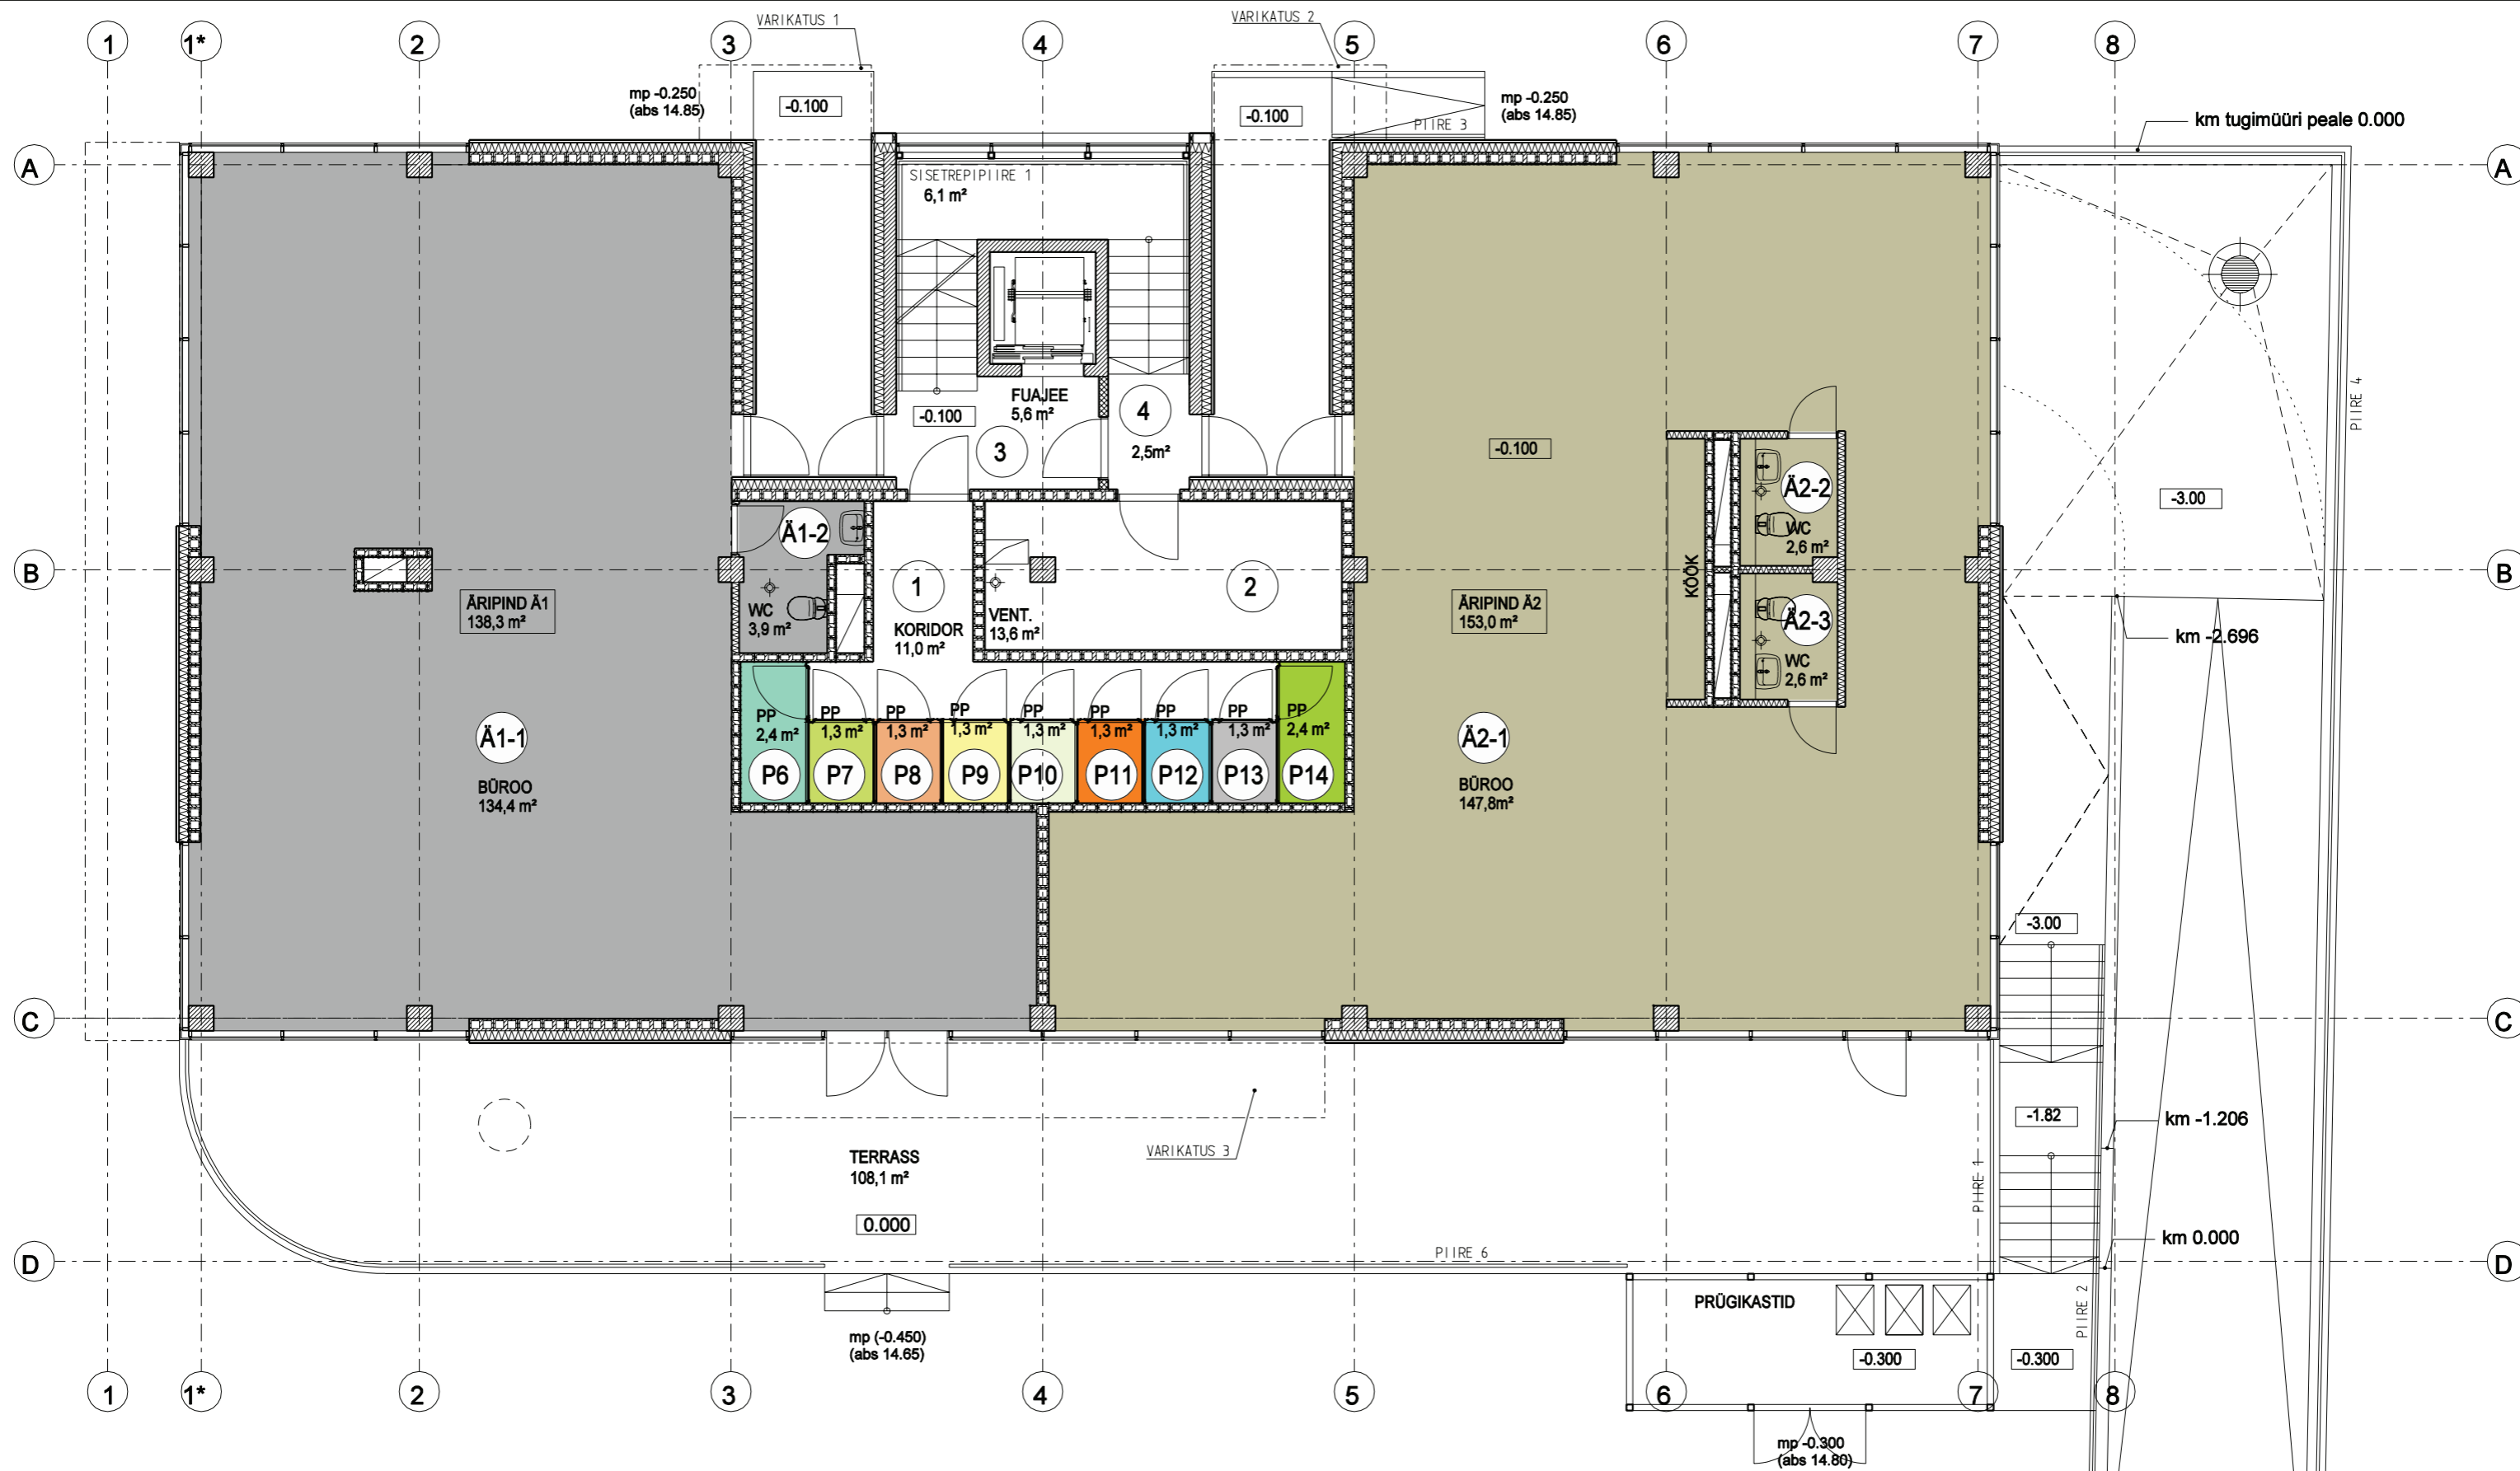 VARIKATUS 1
VARIKATUS 2
1
1*
2
3
4
5
6
7
8
mp -0.250
(abs 14.85)
-0.100
-0.100
mp -0.250
(abs 14.85)
PIIRE 3
km tugimüüri peale 0.000
A
A
SISETREPIPIIRE 1
6,1 m²
PIIRE 4
FUAJEE
5,6 m²
-0.100
4
2,5m²
3
-0.100
Ä2-2
WC
2,6 m²
-3.00
Ä1-2
WC
3,9 m²
B
B
1
KORIDOR
11,0 m²
VENT.
13,6 m²
2
KÖÖK
ÄRIPIND Ä1
138,3 m²
ÄRIPIND Ä2
153,0 m²
Ä2-3
WC
2,6 m²
km -2.696
PP
2,4 m²
P6
PP
1,3 m²
P7
PP
1,3 m²
P8
PP
1,3 m²
P9
PP
1,3 m²
P10
PP
1,3 m²
P11
PP
1,3 m²
P12
PP
1,3 m²
P13
PP
2,4 m²
P14
Ä1-1
BÜROO
134,4 m²
Ä2-1
BÜROO
147,8m²
-3.00
C
C
-1.82
km -1.206
VARIKATUS 3
TERRASS
108,1 m²
0.000
PIIRE 1
km 0.000
PIIRE 6
D
D
PRÜGIKASTID
PIIRE 2
mp (-0.450)
(abs 14.65)
-0.300
-0.300
1
1*
2
3
4
5
6
7
8
mp -0.300
(abs 14.80)